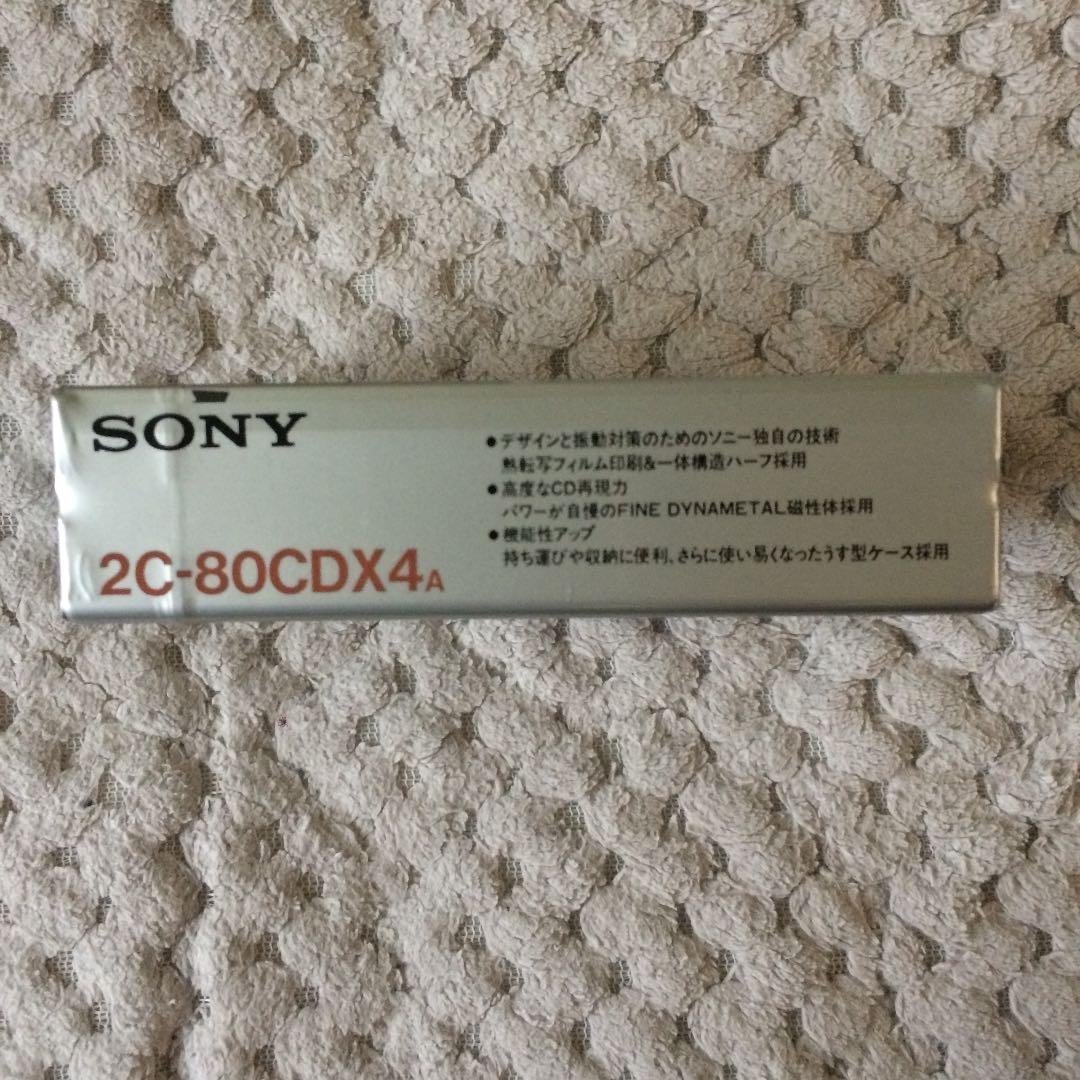 SONY
2C-80CDX4A
●デザインと振動対策のためのソニー独自の技術
熱転写フィルム印刷&一体構造ハーフ採用
●高度なCD再現力
パワーが自慢のFINE DYNAMETAL磁性体採用
●機能性アップ
持ち運びや収納に便利、さらに使い易くなったうす型ケース採用